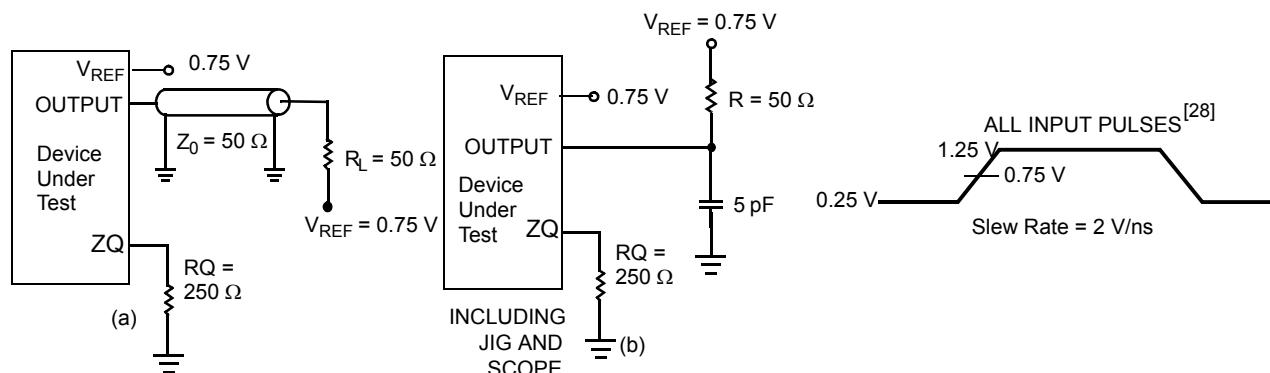 V_REF 0.75 V
OUTPUT
Z_0 = 50 Ω
Device
Under
Test
R_L = 50 Ω
V_REF = 0.75 V
ZQ
RQ =
250 Ω
(a)
V_REF = 0.75 V
R = 50 Ω
V_REF 0.75 V
OUTPUT
Device
Under
Test
5 pF
ZQ
RQ =
250 Ω
INCLUDING
JIG AND
SCOPE
(b)
ALL INPUT PULSES[28]
1.25 V
0.75 V
0.25 V
Slew Rate = 2 V/ns